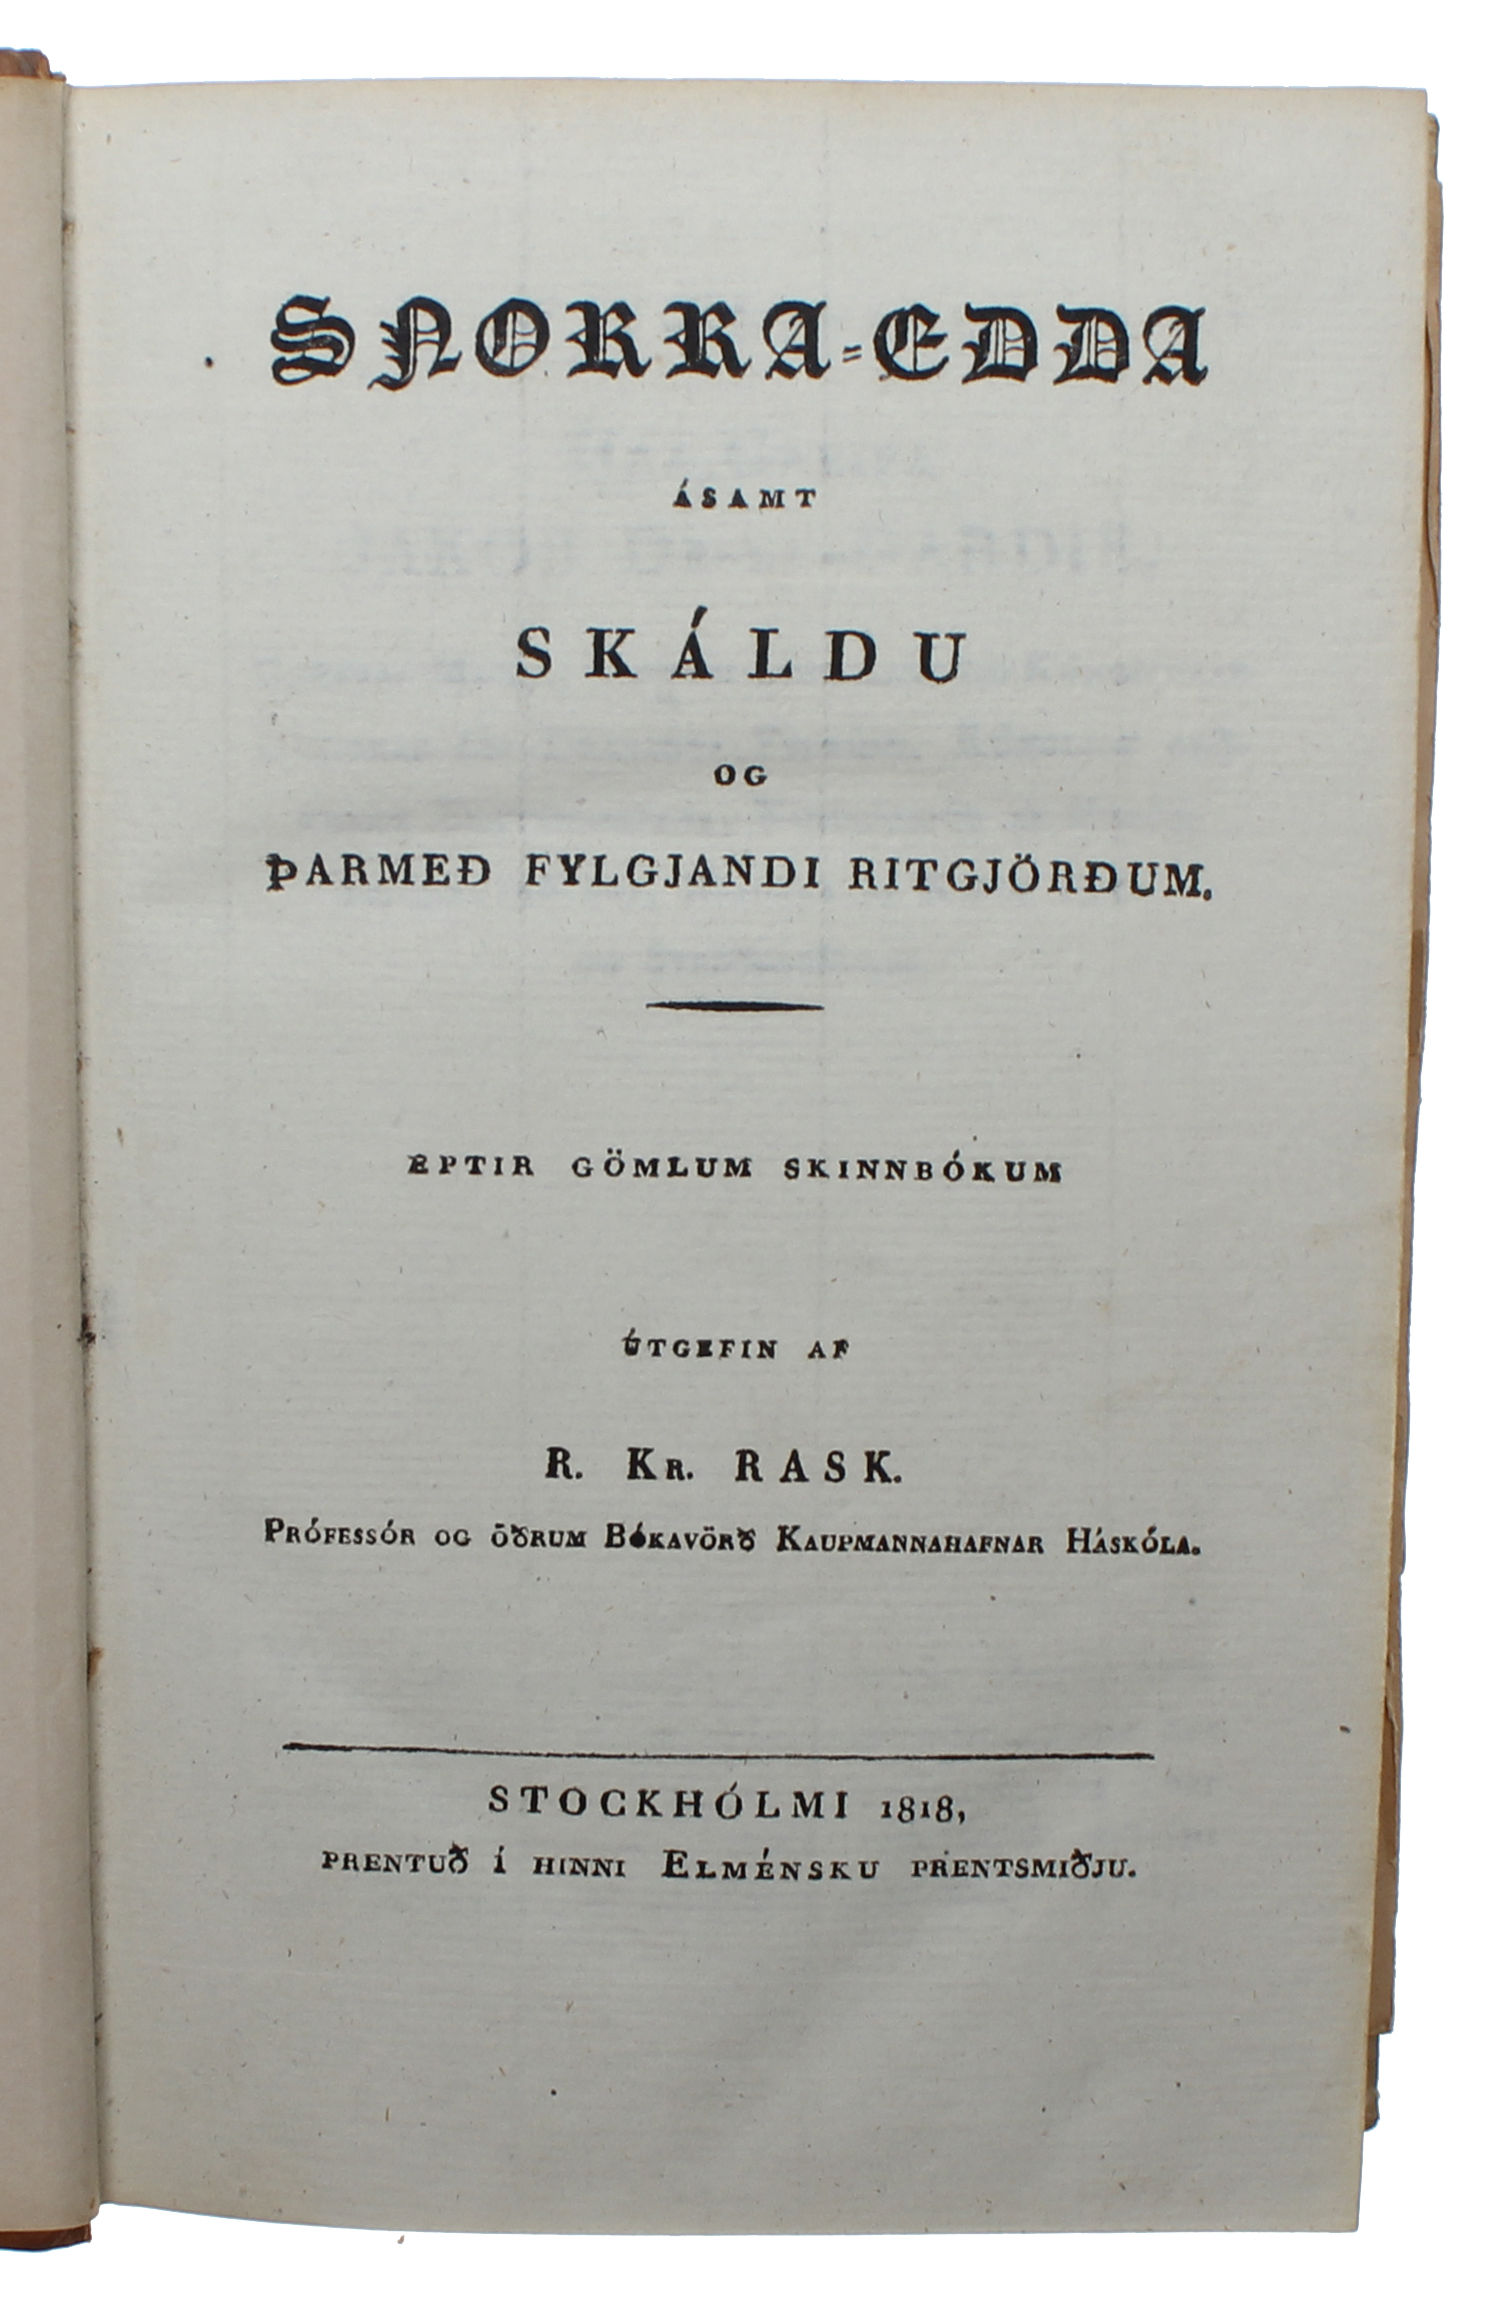 SNORRA=EDDA
ÁSAMT
SKÁLDU
OG
ÞARMEÐ FYLGJANDI RITGJÖRÐUM.
EPTIR GÖMLUM SKINNBÓKUM
ÚTGEFIN AF
R. KR. RASK.
PRÓFESSÓR OG ÖÐRUM BÓKAVÖRÐ KAUPMANNAHAFNAR HÁSKÓLA.
STOCKHÓLMI 1818,
PRENTUÐ Í HINNI ELMÉNSKU PRENTSMIÐJU.